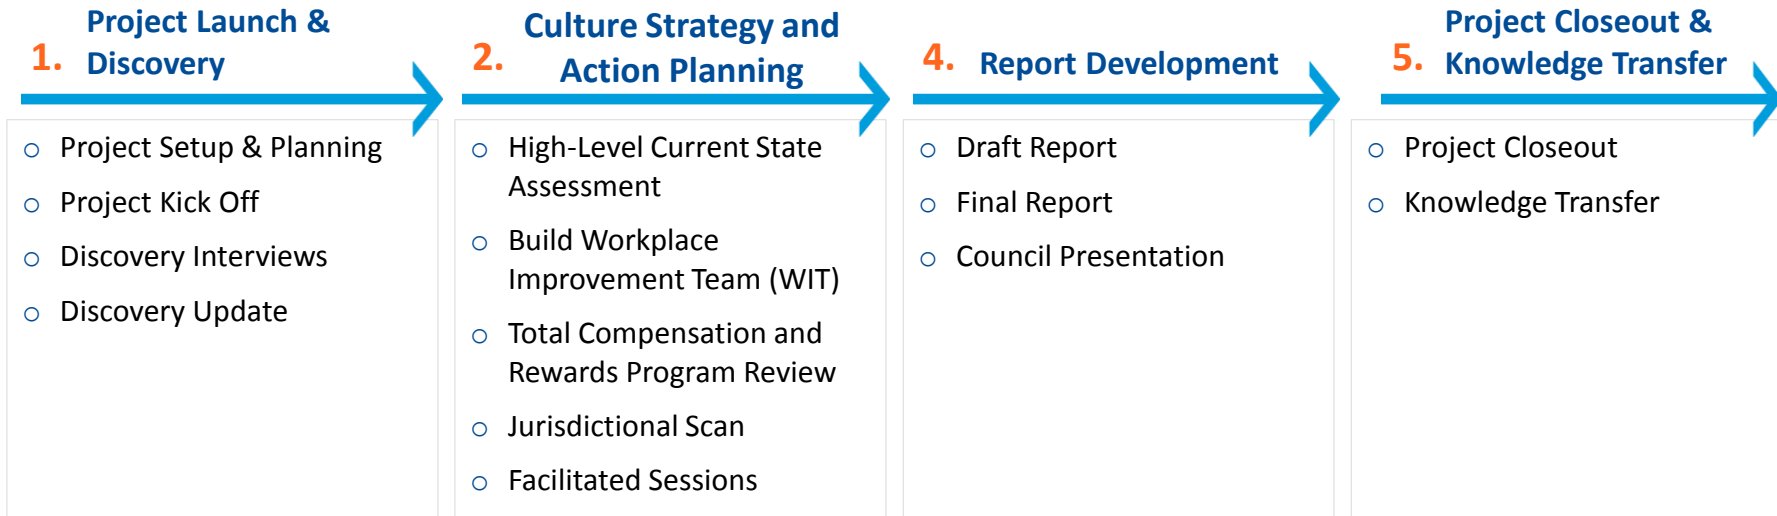 1. Project Launch &
Discovery
o Project Setup & Planning
o Project Kick Off
o Discovery Interviews
o Discovery Update
2. Culture Strategy and
Action Planning
o High-Level Current State
Assessment
o Build Workplace
Improvement Team (WIT)
o Total Compensation and
Rewards Program Review
o Jurisdictional Scan
o Facilitated Sessions
4. Report Development
o Draft Report
o Final Report
o Council Presentation
5. Project Closeout &
Knowledge Transfer
o Project Closeout
o Knowledge Transfer